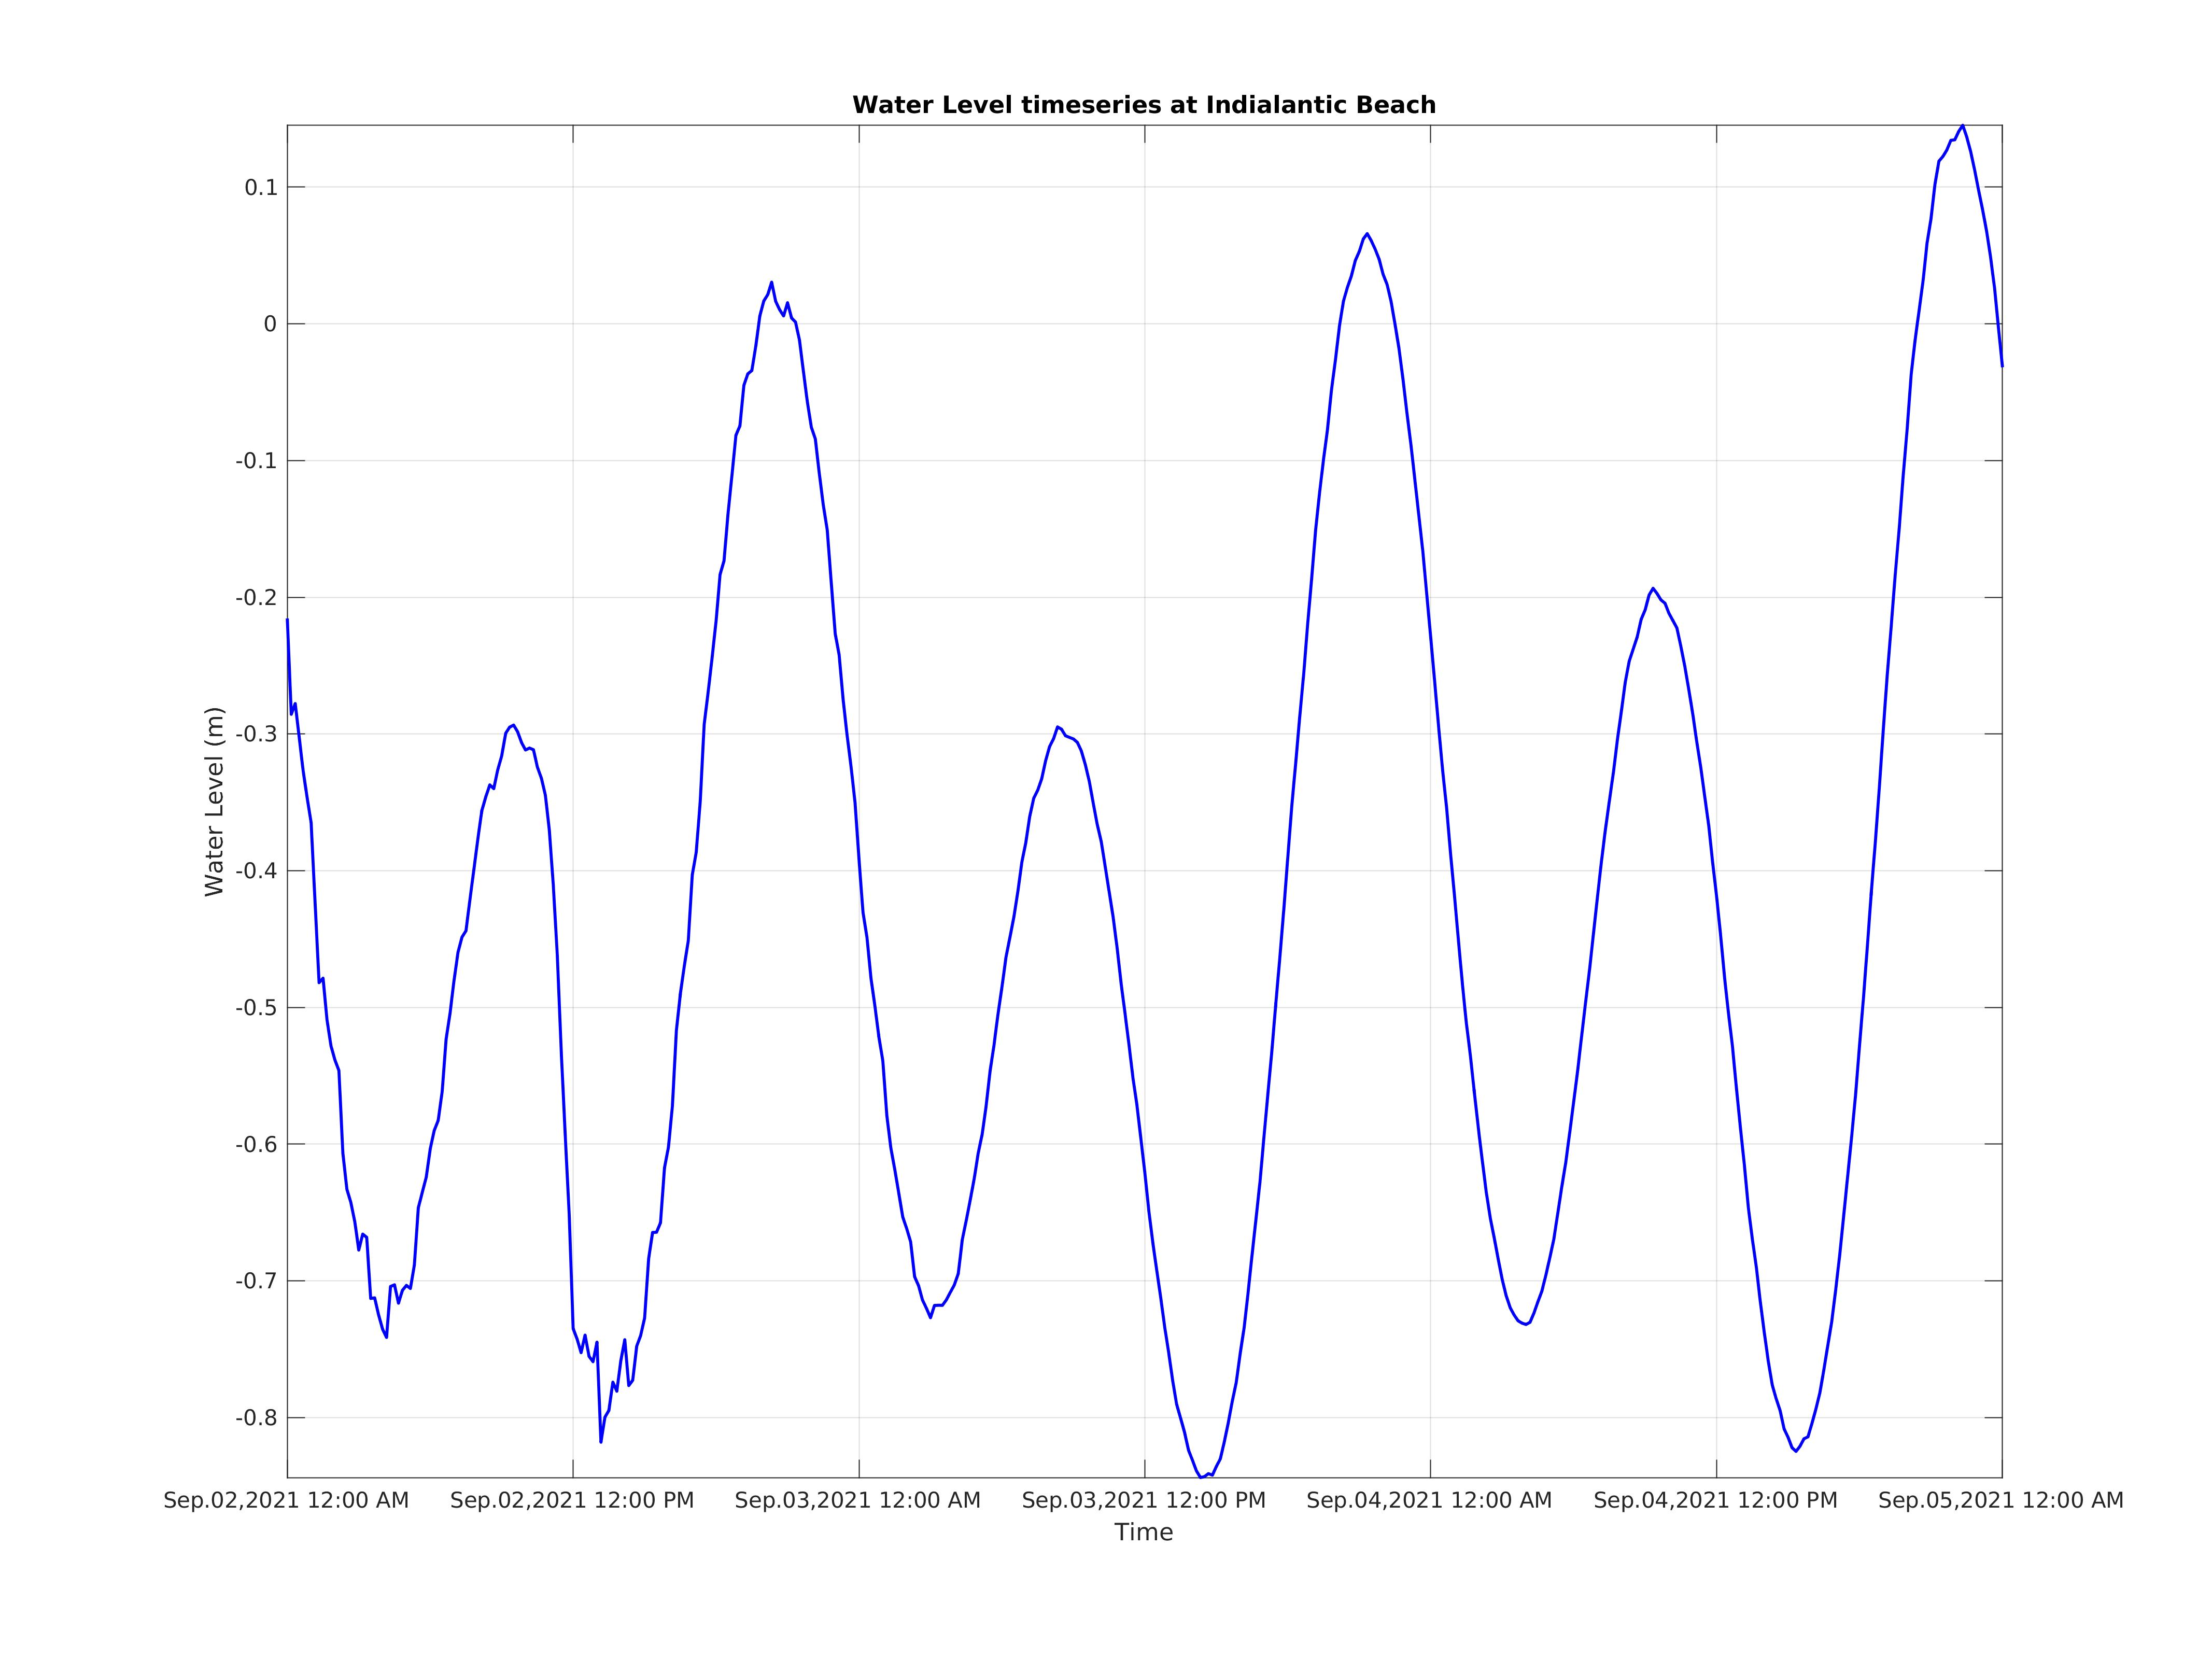 Water Level timeseries at Indialantic Beach
0.1
0
-0.1
-0.2
-0.3
-0.4
-0.5
-0.6
-0.7
-0.8
Water Level (m)
Sep.02,2021 12:00 AM Sep.02,2021 12:00 PM Sep.03,2021 12:00 AM Sep.03,2021 12:00 PM Sep.04,2021 12:00 AM Sep.04,2021 12:00 PM Sep.05,2021 12:00 AM
Time